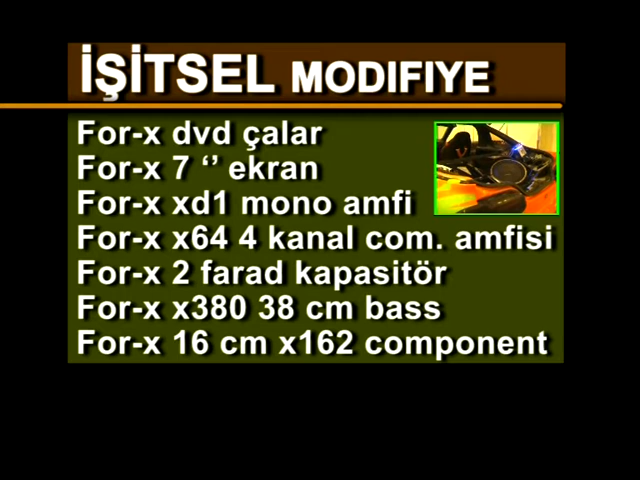 İŞİTSEL MODIFIYE
For-x dvd çalar
For-x 7 ‘’ ekran
For-x xd1 mono amfi
For-x x64 4 kanal com. amfisi
For-x 2 farad kapasitör
For-x x380 38 cm bass
For-x 16 cm x162 component